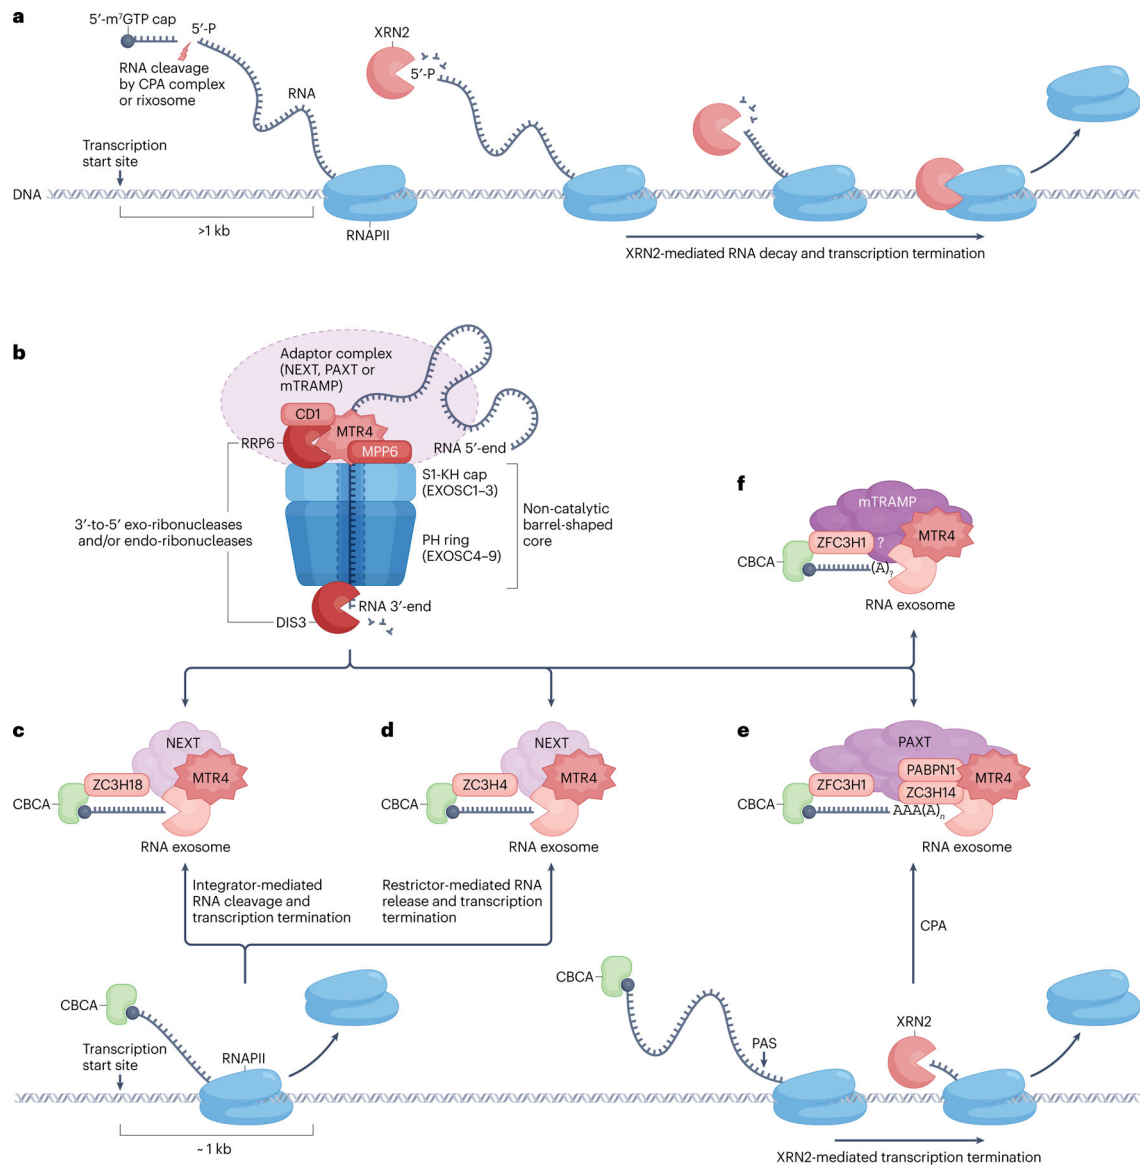 a
5′-m⁷GTP cap
5′-P
RNA cleavage
by CPA complex
or rixosome
RNA
XRN2
5′-P
Transcription
start site
DNA
>1 kb
RNAPII
XRN2-mediated RNA decay and transcription termination
b
Adaptor complex
(NEXT, PAXT or
mTRAMP)
CD1
MTR4
RRP6
MPP6
RNA 5′-end
S1-KH cap
(EXOSC1–3)
Non-catalytic
barrel-shaped
core
3′-to-5′ exo-ribonucleases
and/or endo-ribonucleases
PH ring
(EXOSC4–9)
RNA 3′-end
DIS3
f
mTRAMP
ZFC3H1
?
MTR4
CBCA
(A)?
RNA exosome
c
NEXT
ZC3H18
MTR4
CBCA
RNA exosome
d
NEXT
ZC3H4
MTR4
CBCA
RNA exosome
e
PAXT
PABPN1
ZFC3H1
MTR4
ZC3H14
CBCA
AAA(A)n
RNA exosome
Integrator-mediated
RNA cleavage and
transcription termination
Restrictor-mediated RNA
release and transcription
termination
CPA
CBCA
Transcription
start site
RNAPII
~1 kb
CBCA
PAS
XRN2
XRN2-mediated transcription termination